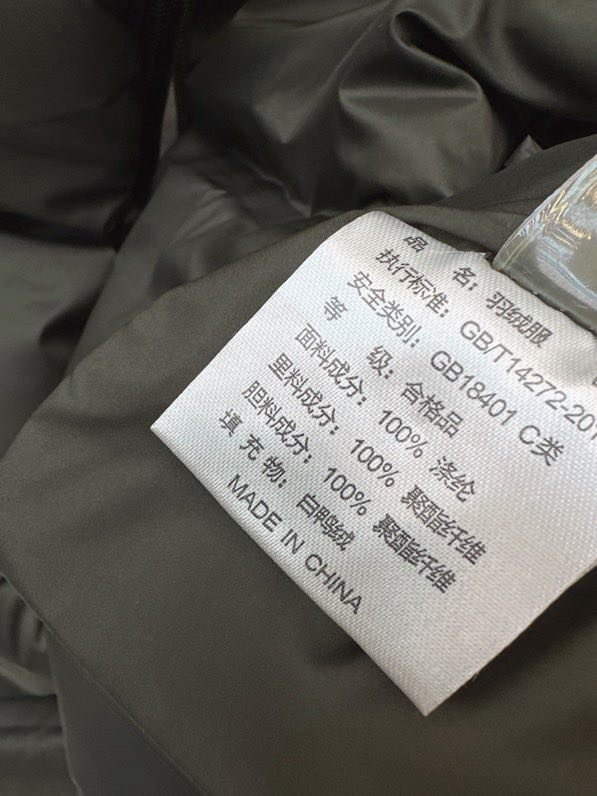 品 名：羽绒服
执行标准：GB/T14272-201
安全类别：GB18401 C类
等 级：合格品
面料成分：100% 涤纶
里料成分：100% 聚酯纤维
胆料成分：100% 聚酯纤维
填 充 物：白鸭绒
MADE IN CHINA